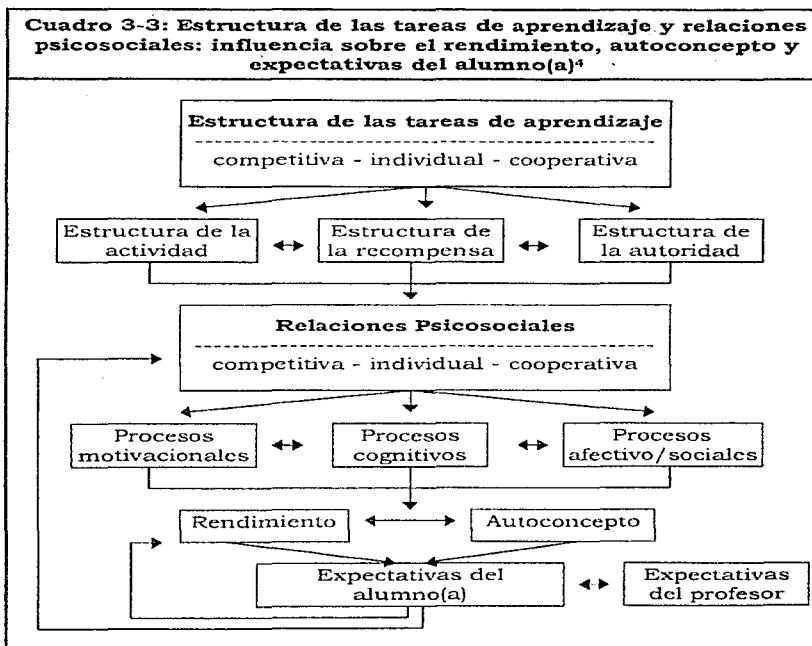 Cuadro 3-3: Estructura de las tareas de aprendizaje y relaciones
psicosociales: influencia sobre el rendimiento, autoconcepto y
expectativas del alumno(a)⁴
Estructura de las tareas de aprendizaje
competitiva - individual - cooperativa
Estructura de la
actividad
Estructura de
la recompensa
Estructura de
la autoridad
Relaciones Psicosociales
competitiva - individual - cooperativa
Procesos
motivacionales
Procesos
cognitivos
Procesos
afectivo/sociales
Rendimiento
Autoconcepto
Expectativas del
alumno(a)
Expectativas
del profesor